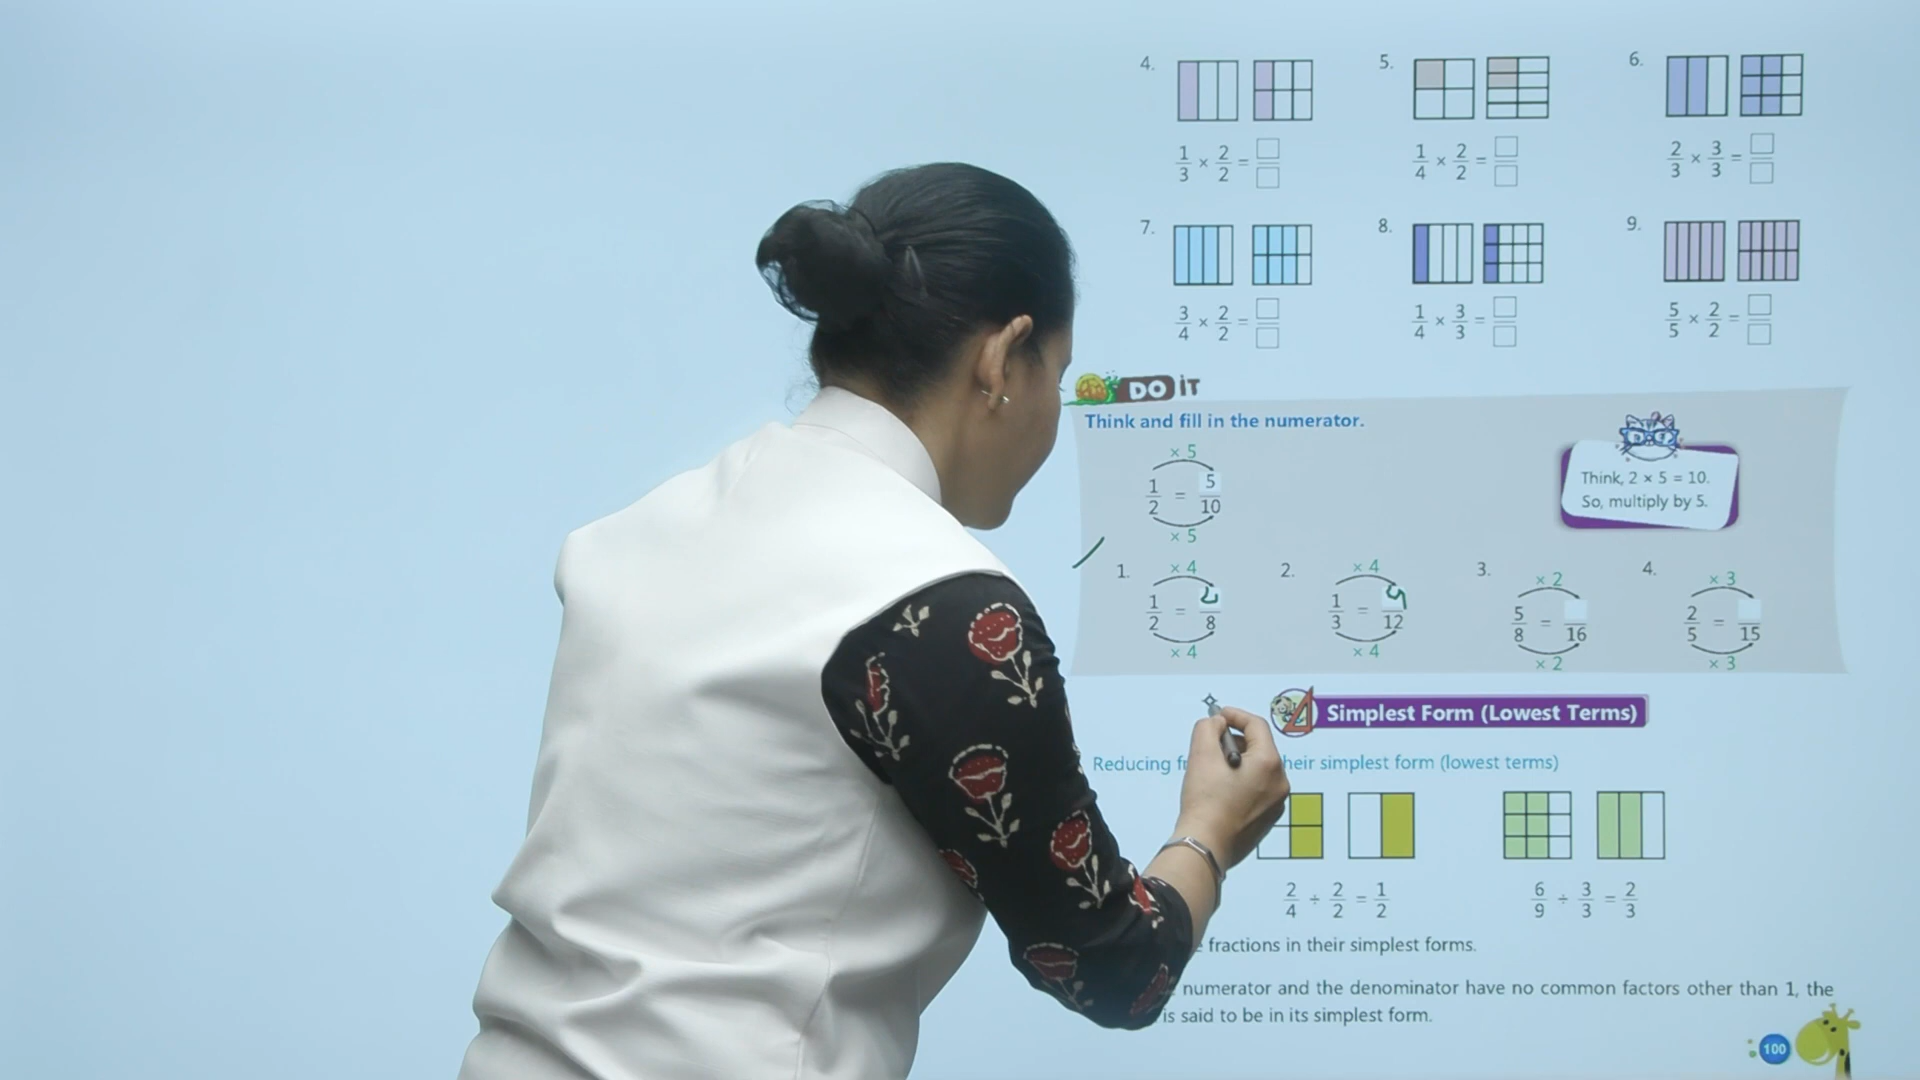 4. 5. 6.
1/3 × 2/2 = 1/4 × 2/2 = 2/3 × 3/3 =
7. 8. 9.
3/4 × 2/2 = 1/4 × 3/3 = 5/5 × 2/2 =
DO IT
Think and fill in the numerator.
× 5
1/2 = 5/10
× 5
Think, 2 × 5 = 10.
So, multiply by 5.
1. × 4 2. × 4 3. × 2 4. × 3
1/2 = /8 1/3 = /12 5/8 = /16 2/5 = /15
× 4 × 4 × 2 × 3
Simplest Form (Lowest Terms)
Reducing heir simplest form (lowest terms)
2/4 ÷ 2/2 = 1/2 6/9 ÷ 3/3 = 2/3
fractions in their simplest forms.
numerator and the denominator have no common factors other than 1, the
is said to be in its simplest form.
100